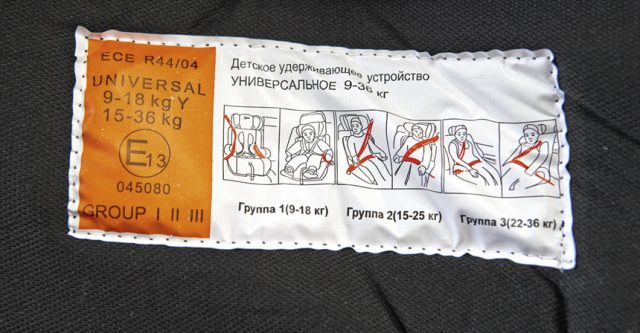 ECE R44/04
UNIVERSAL
9-18 kg Y
15-36 kg
E13
045080
GROUP I II III
Детское удерживающее устройство
УНИВЕРСАЛЬНОЕ 9-36 кг
Группа 1(9-18 кг)
Группа 2(15-25 кг)
Группа 3(22-36 кг)